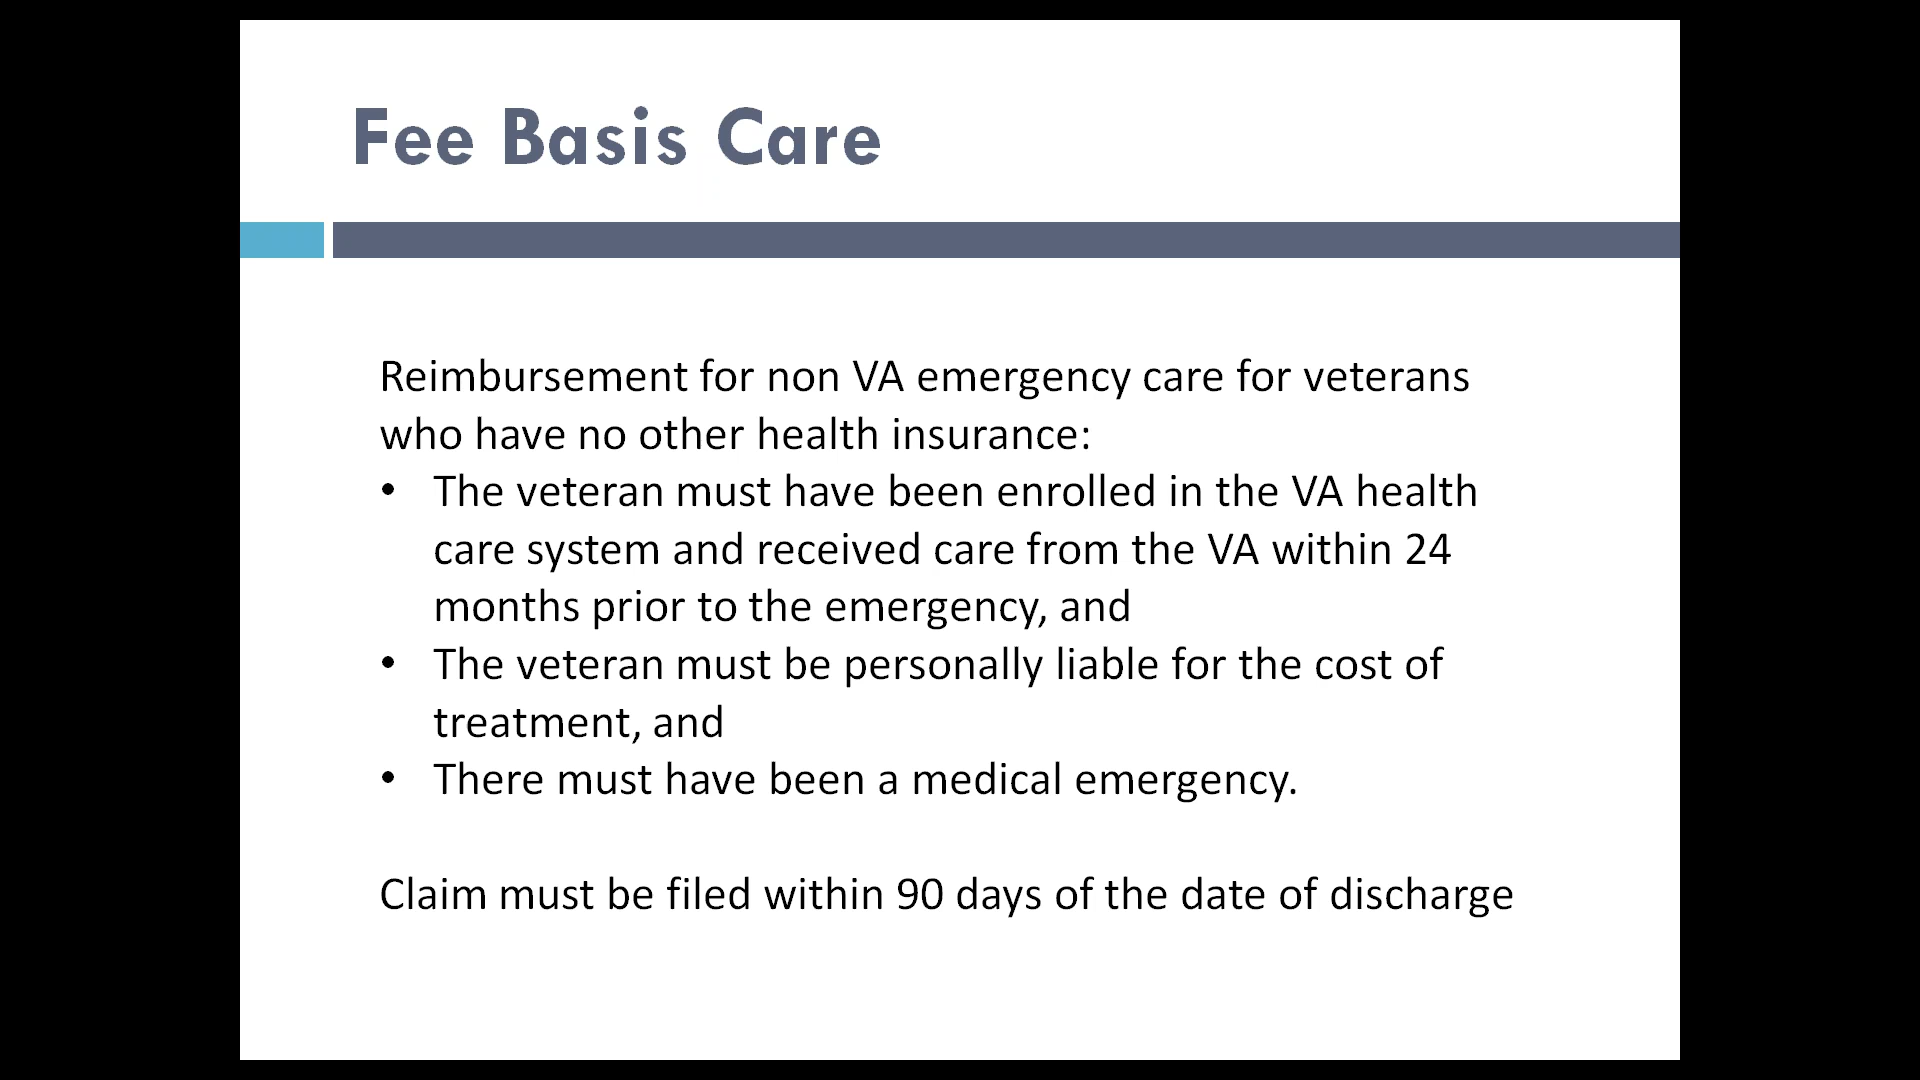 Fee Basis Care
Reimbursement for non VA emergency care for veterans
who have no other health insurance:
• The veteran must have been enrolled in the VA health
care system and received care from the VA within 24
months prior to the emergency, and
• The veteran must be personally liable for the cost of
treatment, and
• There must have been a medical emergency.
Claim must be filed within 90 days of the date of discharge